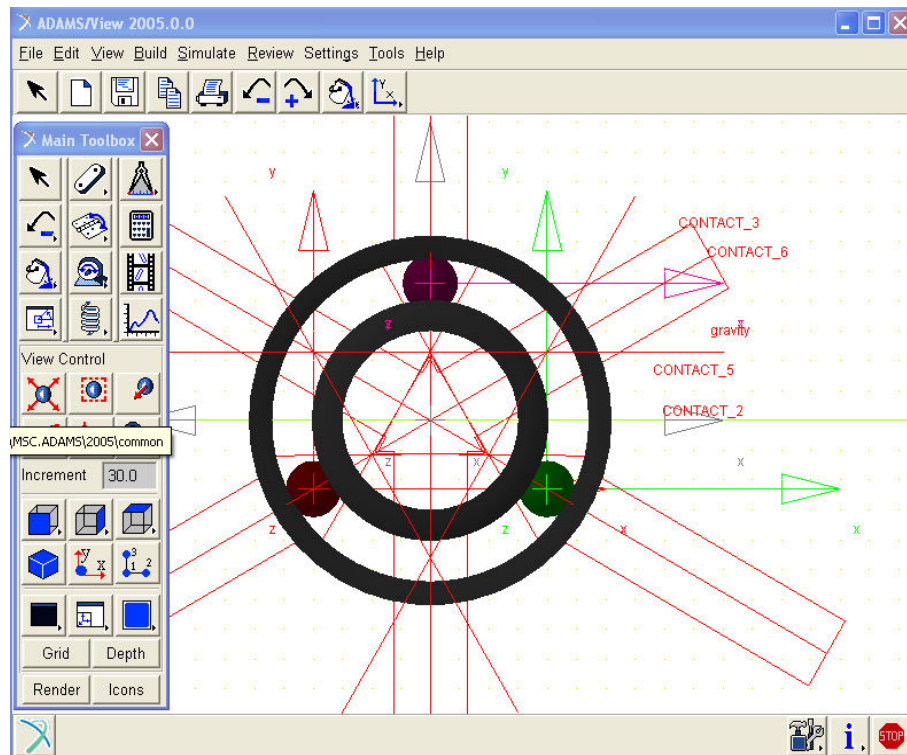 ADAMS/View 2005.0.0
File Edit View Build Simulate Review Settings Tools Help
Main Toolbox
View Control
\MSC.ADAMS\2005\common
Increment 30.0
Grid Depth
Render Icons
y y
CONTACT_3
CONTACT_6
z z
gravity
CONTACT_5
CONTACT_2
z x x
z z x x
STOP